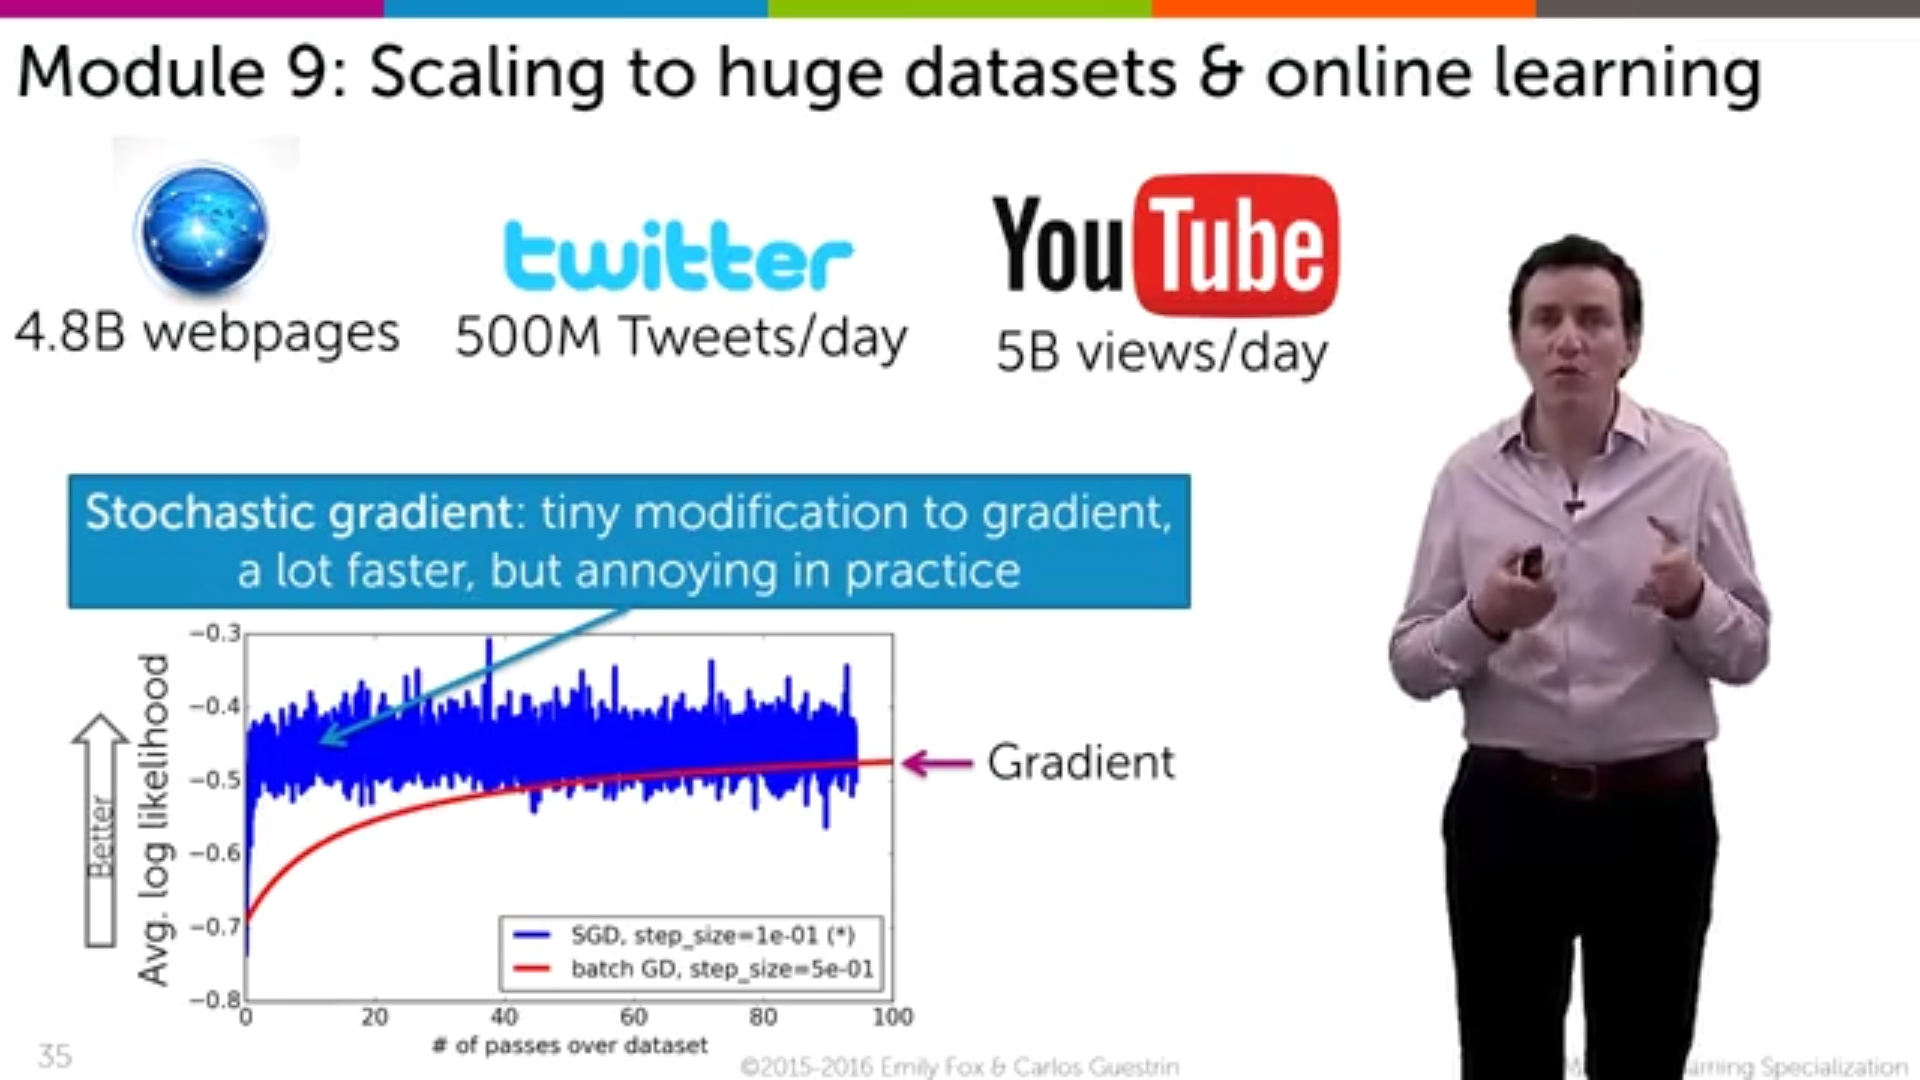 Module 9: Scaling to huge datasets & online learning
twitter
YouTube
4.8B webpages
500M Tweets/day
5B views/day
Stochastic gradient: tiny modification to gradient,
a lot faster, but annoying in practice
Better
Avg. log likelihood
−0.3
−0.4
−0.5
−0.6
−0.7
−0.8
Gradient
SGD, step_size=1e-01 (*)
batch GD, step_size=5e-01
0 20 40 60 80 100
# of passes over dataset
35
©2015-2016 Emily Fox & Carlos Guestrin
Specialization